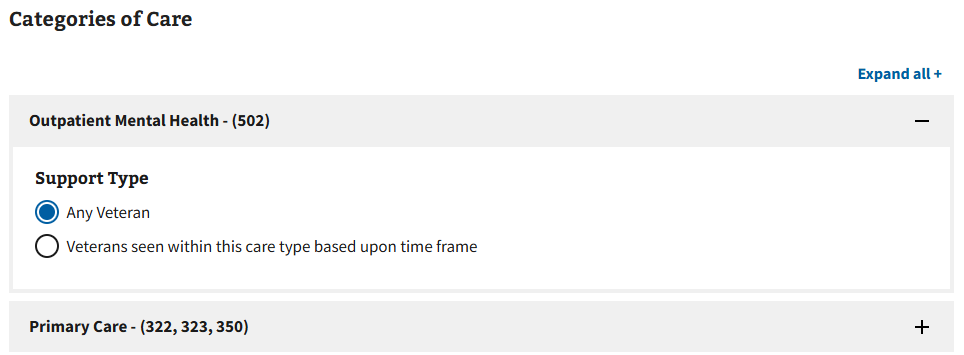 Categories of Care
Expand all +
Outpatient Mental Health - (502)
Support Type
Any Veteran
Veterans seen within this care type based upon time frame
Primary Care - (322, 323, 350)